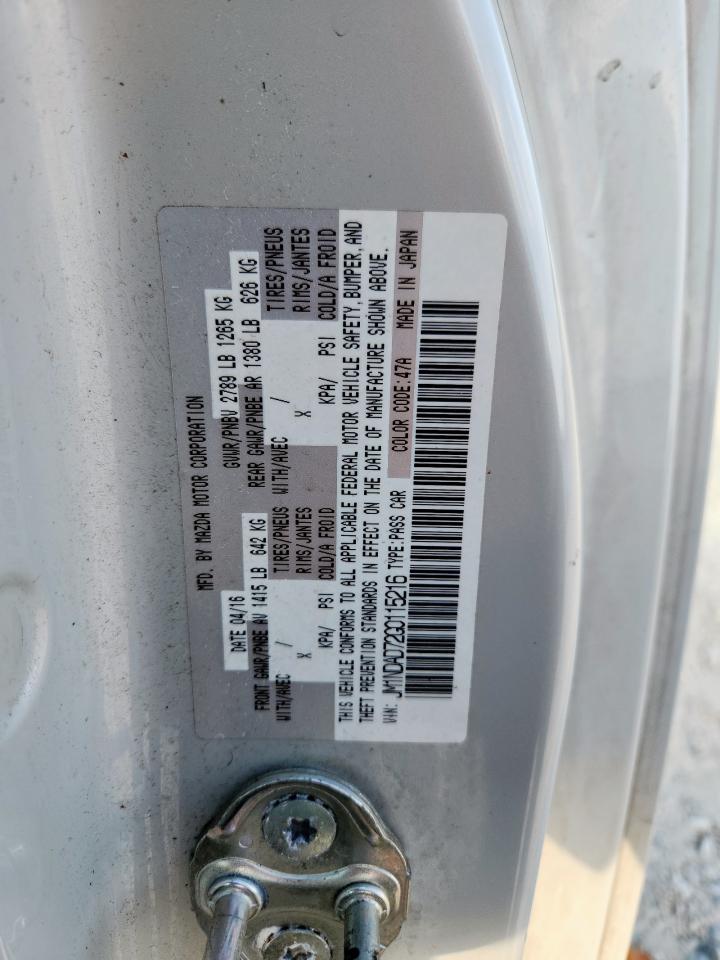 MFD. BY MAZDA MOTOR CORPORATION
DATE 04/16 GVWR/PNBV 2789 LB 1265 KG
FRONT GAWR/PNBE AV 1415 LB 642 KG REAR GAWR/PNBE AR 1380 LB 626 KG
WITH/AVEC TIRES/PNEUS WITH/AVEC TIRES/PNEUS
X / RIMS/JANTES X / RIMS/JANTES
KPA/ PSI COLD/A FROID KPA/ PSI COLD/A FROID
THIS VEHICLE CONFORMS TO ALL APPLICABLE FEDERAL MOTOR VEHICLE SAFETY, BUMPER, AND
THEFT PREVENTION STANDARDS IN EFFECT ON THE DATE OF MANUFACTURE SHOWN ABOVE.
VIN: JM1NDAD72G0115216 TYPE:PASS CAR COLOR CODE:47A MADE IN JAPAN